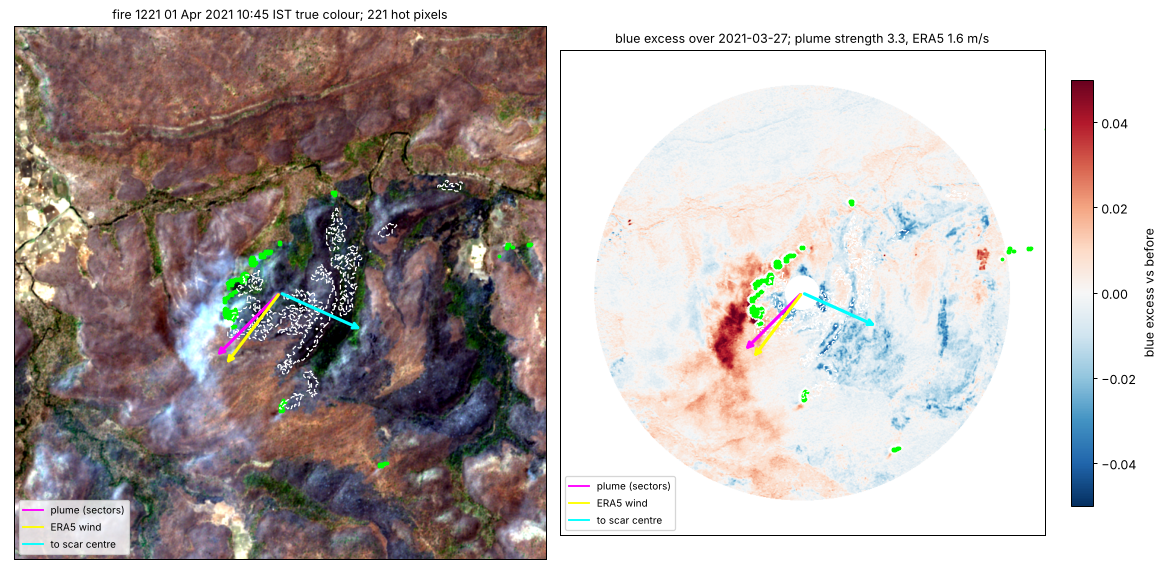 fire 1221 01 Apr 2021 10:45 IST true colour; 221 hot pixels
plume (sectors)
ERA5 wind
to scar centre
blue excess over 2021-03-27; plume strength 3.3, ERA5 1.6 m/s
plume (sectors)
ERA5 wind
to scar centre
0.04
0.02
0.00
−0.02
−0.04
blue excess vs before